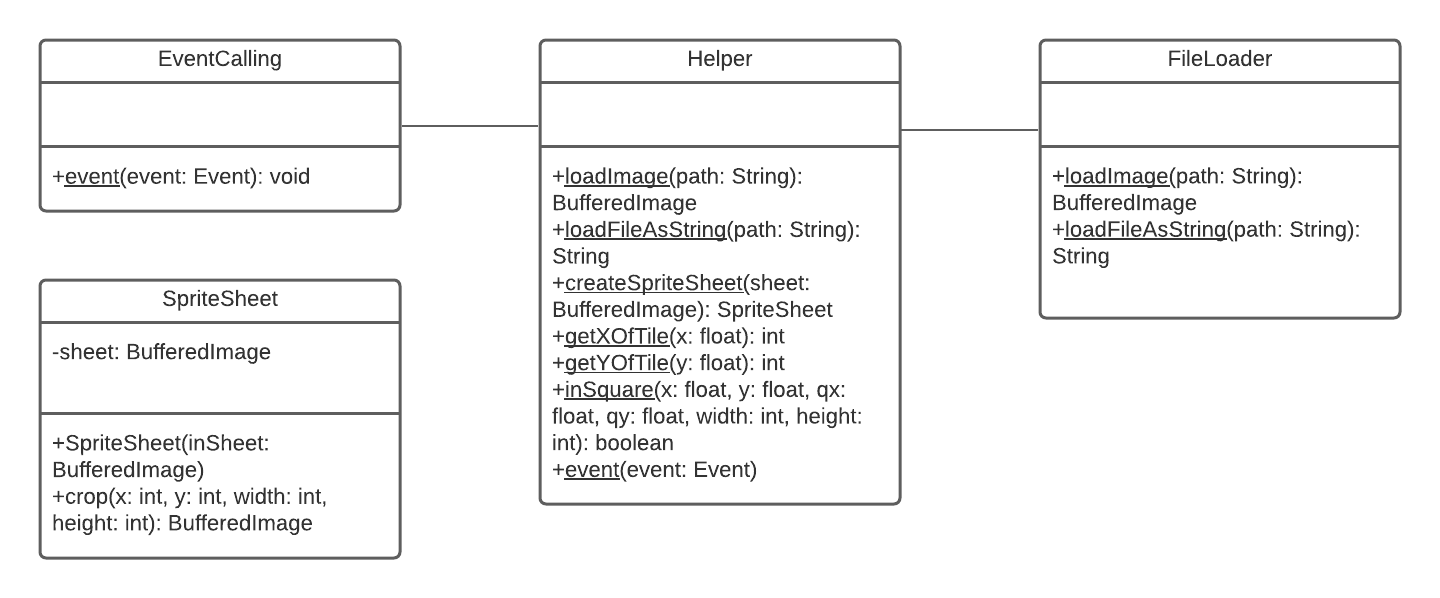 EventCalling
+event(event: Event): void
SpriteSheet
-sheet: BufferedImage
+SpriteSheet(inSheet:
BufferedImage)
+crop(x: int, y: int, width: int,
height: int): BufferedImage
Helper
+loadImage(path: String):
BufferedImage
+loadFileAsString(path: String):
String
+createSpriteSheet(sheet:
BufferedImage): SpriteSheet
+getXOfTile(x: float): int
+getYOfTile(y: float): int
+inSquare(x: float, y: float, qx:
float, qy: float, width: int, height:
int): boolean
+event(event: Event)
FileLoader
+loadImage(path: String):
BufferedImage
+loadFileAsString(path: String):
String